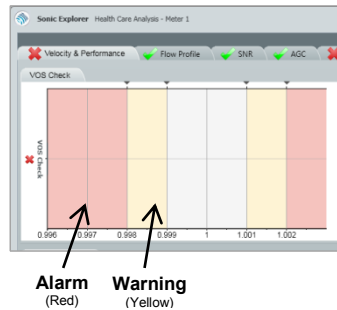 Sonic Explorer Health Care Analysis - Meter 1
Velocity & Performance Flow Profile SNR AGC
VOS Check
VOS Check
0.996 0.997 0.998 0.999 1 1.001 1.002
Alarm Warning
(Red) (Yellow)